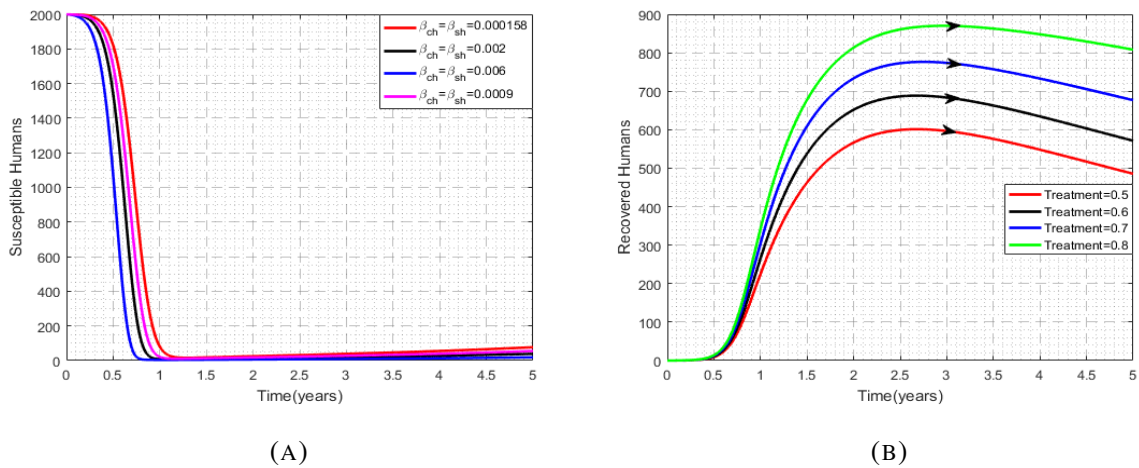 2000
1800
1600
1400
1200
1000
800
600
400
200
0
Susceptible Humans
0 0.5 1 1.5 2 2.5 3 3.5 4 4.5 5
Time(years)
β_ch=β_sh=0.000158
β_ch=β_sh=0.002
β_ch=β_sh=0.006
β_ch=β_sh=0.0009
(A)
900
800
700
600
500
400
300
200
100
0
Recovered Humans
0 0.5 1 1.5 2 2.5 3 3.5 4 4.5 5
Time(years)
Treatment=0.5
Treatment=0.6
Treatment=0.7
Treatment=0.8
(B)